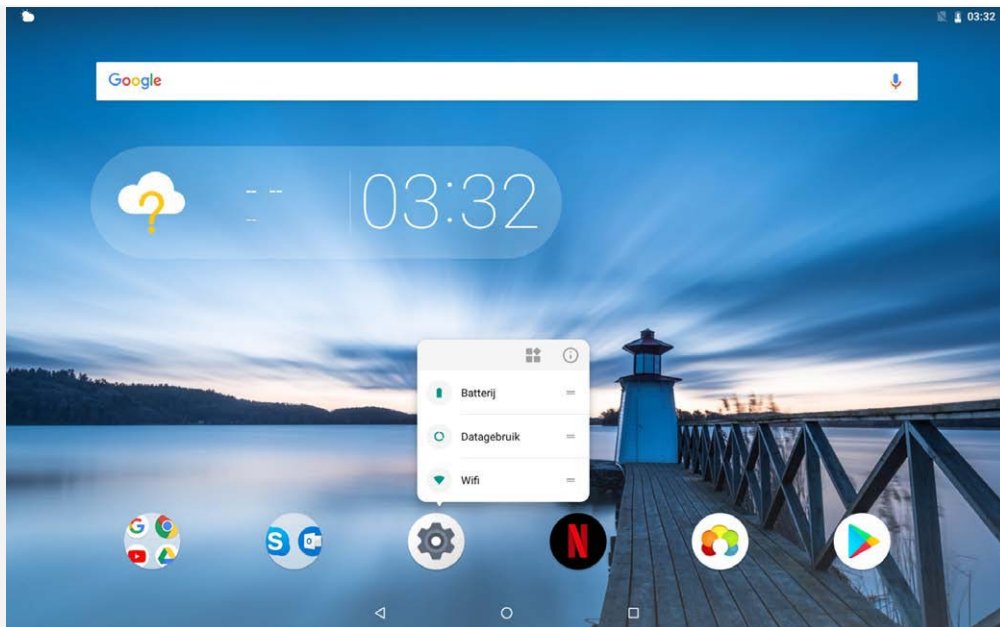 03:32
Google
-- --
-- 03:32
Batterij
Datagebruik
Wifi
G
S
o
N